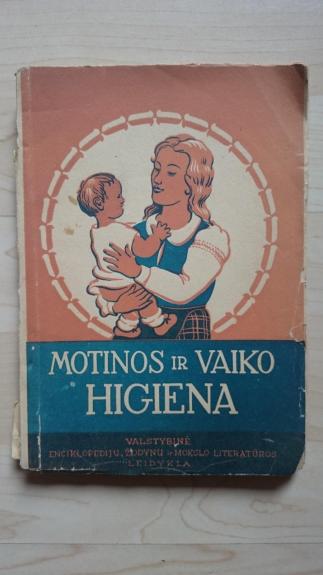 MOTINOS IR VAIKO
HIGIENA
VALSTYBINĖ
ENCIKLOPEDIJŲ, ŽODYNŲ ir MOKSLO LITERATŪROS
LEIDYKLA